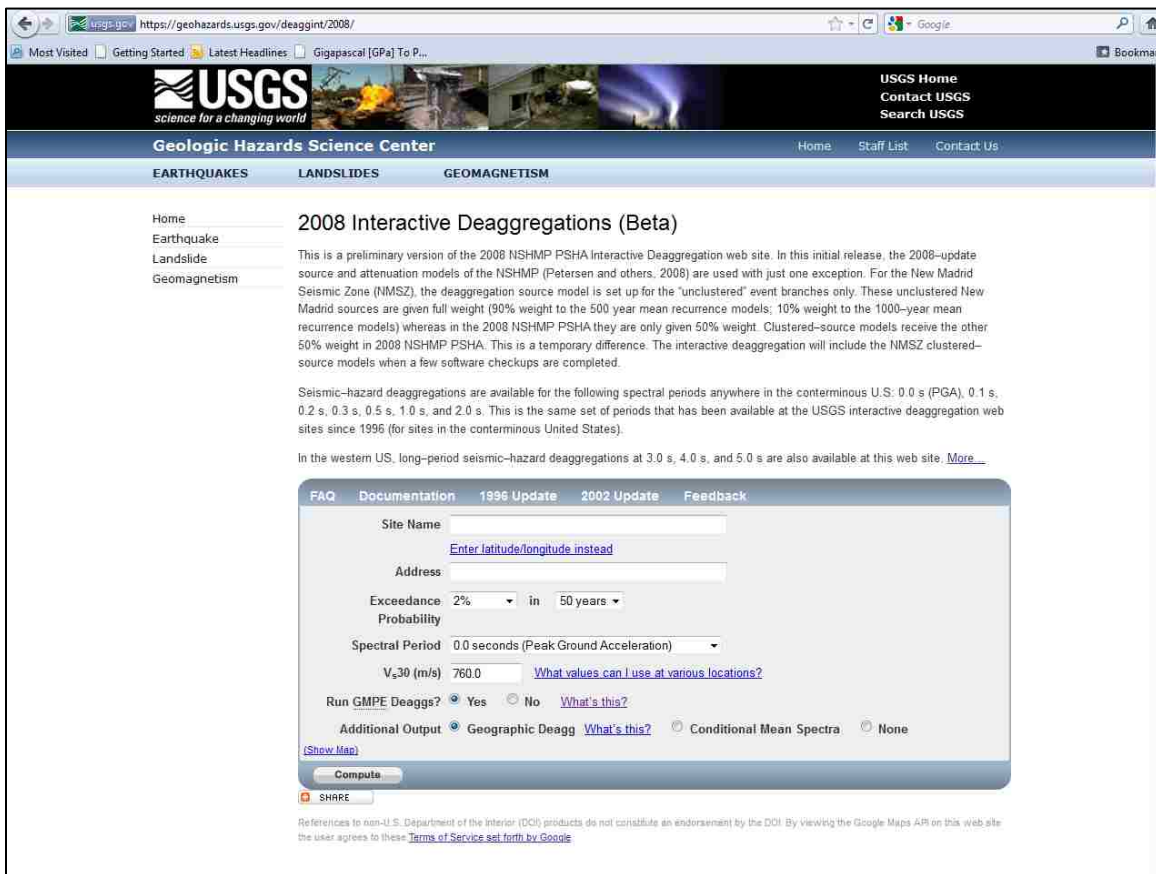 usgs.gov https://geohazards.usgs.gov/deaggint/2008/ Google
Most Visited Getting Started Latest Headlines Gigapascal [GPa] To P... Bookma
USGS
science for a changing world
USGS Home
Contact USGS
Search USGS
Geologic Hazards Science Center Home Staff List Contact Us
EARTHQUAKES LANDSLIDES GEOMAGNETISM
Home
Earthquake
Landslide
Geomagnetism
2008 Interactive Deaggregations (Beta)
This is a preliminary version of the 2008 NSHMP PSHA Interactive Deaggregation web site. In this initial release, the 2008–update
source and attenuation models of the NSHMP (Petersen and others, 2008) are used with just one exception. For the New Madrid
Seismic Zone (NMSZ), the deaggregation source model is set up for the "unclustered" event branches only. These unclustered New
Madrid sources are given full weight (90% weight to the 500 year mean recurrence models; 10% weight to the 1000–year mean
recurrence models) whereas in the 2008 NSHMP PSHA they are only given 50% weight. Clustered–source models receive the other
50% weight in 2008 NSHMP PSHA. This is a temporary difference. The interactive deaggregation will include the NMSZ clustered–
source models when a few software checkups are completed.
Seismic–hazard deaggregations are available for the following spectral periods anywhere in the conterminous U.S: 0.0 s (PGA), 0.1 s,
0.2 s, 0.3 s, 0.5 s, 1.0 s, and 2.0 s. This is the same set of periods that has been available at the USGS interactive deaggregation web
sites since 1996 (for sites in the conterminous United States).
In the western US, long–period seismic–hazard deaggregations at 3.0 s, 4.0 s, and 5.0 s are also available at this web site. More...
FAQ Documentation 1996 Update 2002 Update Feedback
Site Name
Enter latitude/longitude instead
Address
Exceedance 2% in 50 years
Probability
Spectral Period 0.0 seconds (Peak Ground Acceleration)
Vs30 (m/s) 760.0 What values can I use at various locations?
Run GMPE Deaggs? Yes No What's this?
Additional Output Geographic Deagg What's this? Conditional Mean Spectra None
(Show Map)
Compute
SHARE
References to non-U.S. Department of the Interior (DOI) products do not constitute an endorsement by the DOI. By viewing the Google Maps API on this web site
the user agrees to these Terms of Service set forth by Google